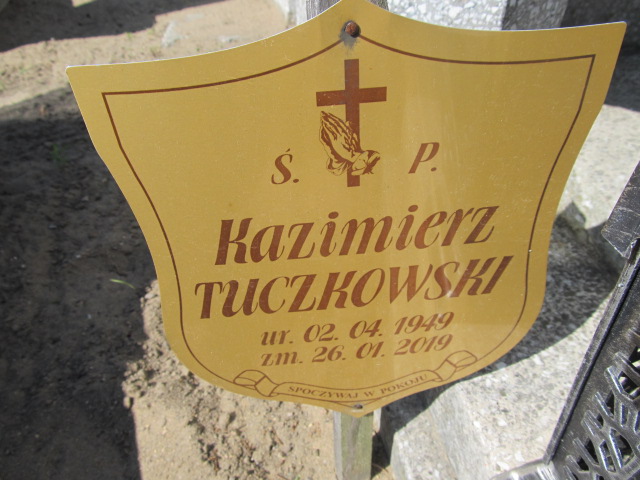 Ś. P.
Kazimierz
TUCZKOWSKI
ur. 02. 04. 1949
zm. 26. 01. 2019
SPOCZYWAJ W POKOJU